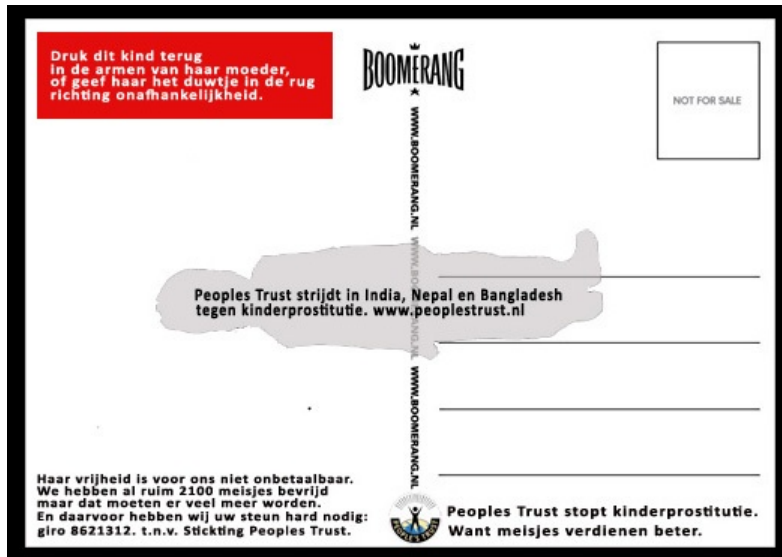 Druk dit kind terug
in de armen van haar moeder,
of geef haar het duwtje in de rug
richting onafhankelijkheid.
BOOMERANG
NOT FOR SALE
WWW.BOOMERANG.NL WWW.BOOMERANG.NL WWW.BOOMERANG.NL
Peoples Trust strijdt in India, Nepal en Bangladesh
tegen kinderprostitutie. www.peoplestrust.nl
Haar vrijheid is voor ons niet onbetaalbaar.
We hebben al ruim 2100 meisjes bevrijd
maar dat moeten er veel meer worden.
En daarvoor hebben wij uw steun hard nodig:
giro 8621312. t.n.v. Stickting Peoples Trust.
PEOPLES TRUST
Peoples Trust stopt kinderprostitutie.
Want meisjes verdienen beter.